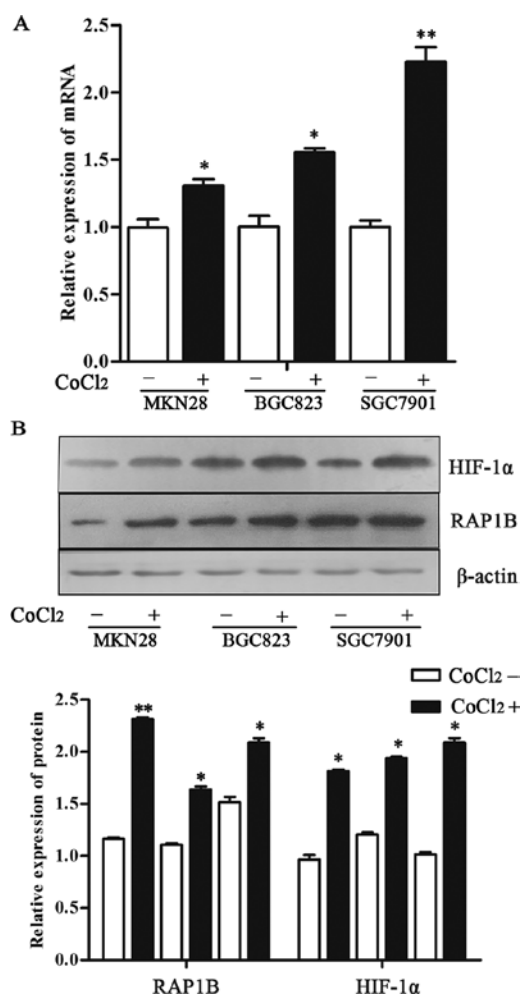 A
Relative expression of mRNA
2.5
2.0
1.5
1.0
0.5
0.0
* * **
CoCl2 − + − + − +
MKN28 BGC823 SGC7901
B
HIF-1α
RAP1B
β-actin
CoCl2 − + − + − +
MKN28 BGC823 SGC7901
CoCl2 −
CoCl2 +
Relative expression of protein
2.5
2.0
1.5
1.0
0.5
0.0
** * * * * *
RAP1B HIF-1α